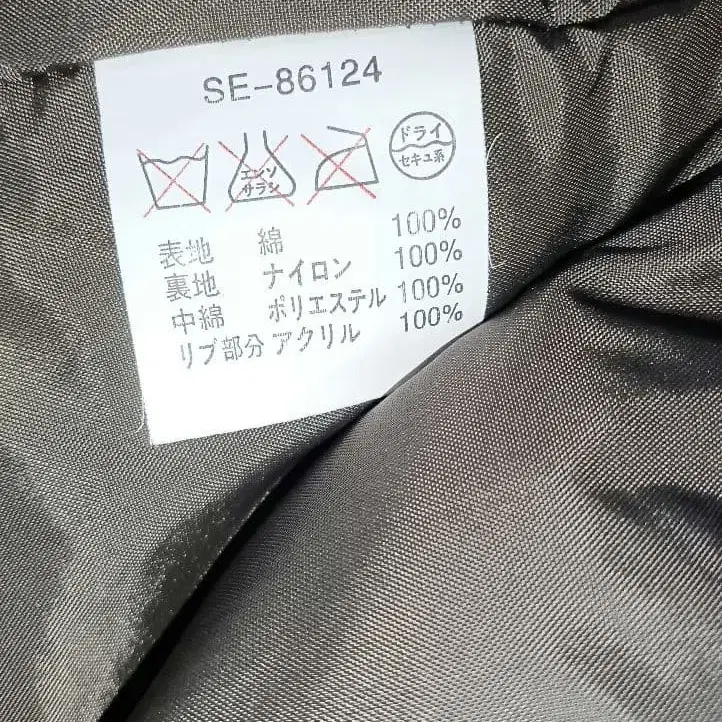 SE-86124
エンソ
サラシ
ドライ
セキユ系
表地 綿 100%
裏地 ナイロン 100%
中綿 ポリエステル 100%
リブ部分 アクリル 100%